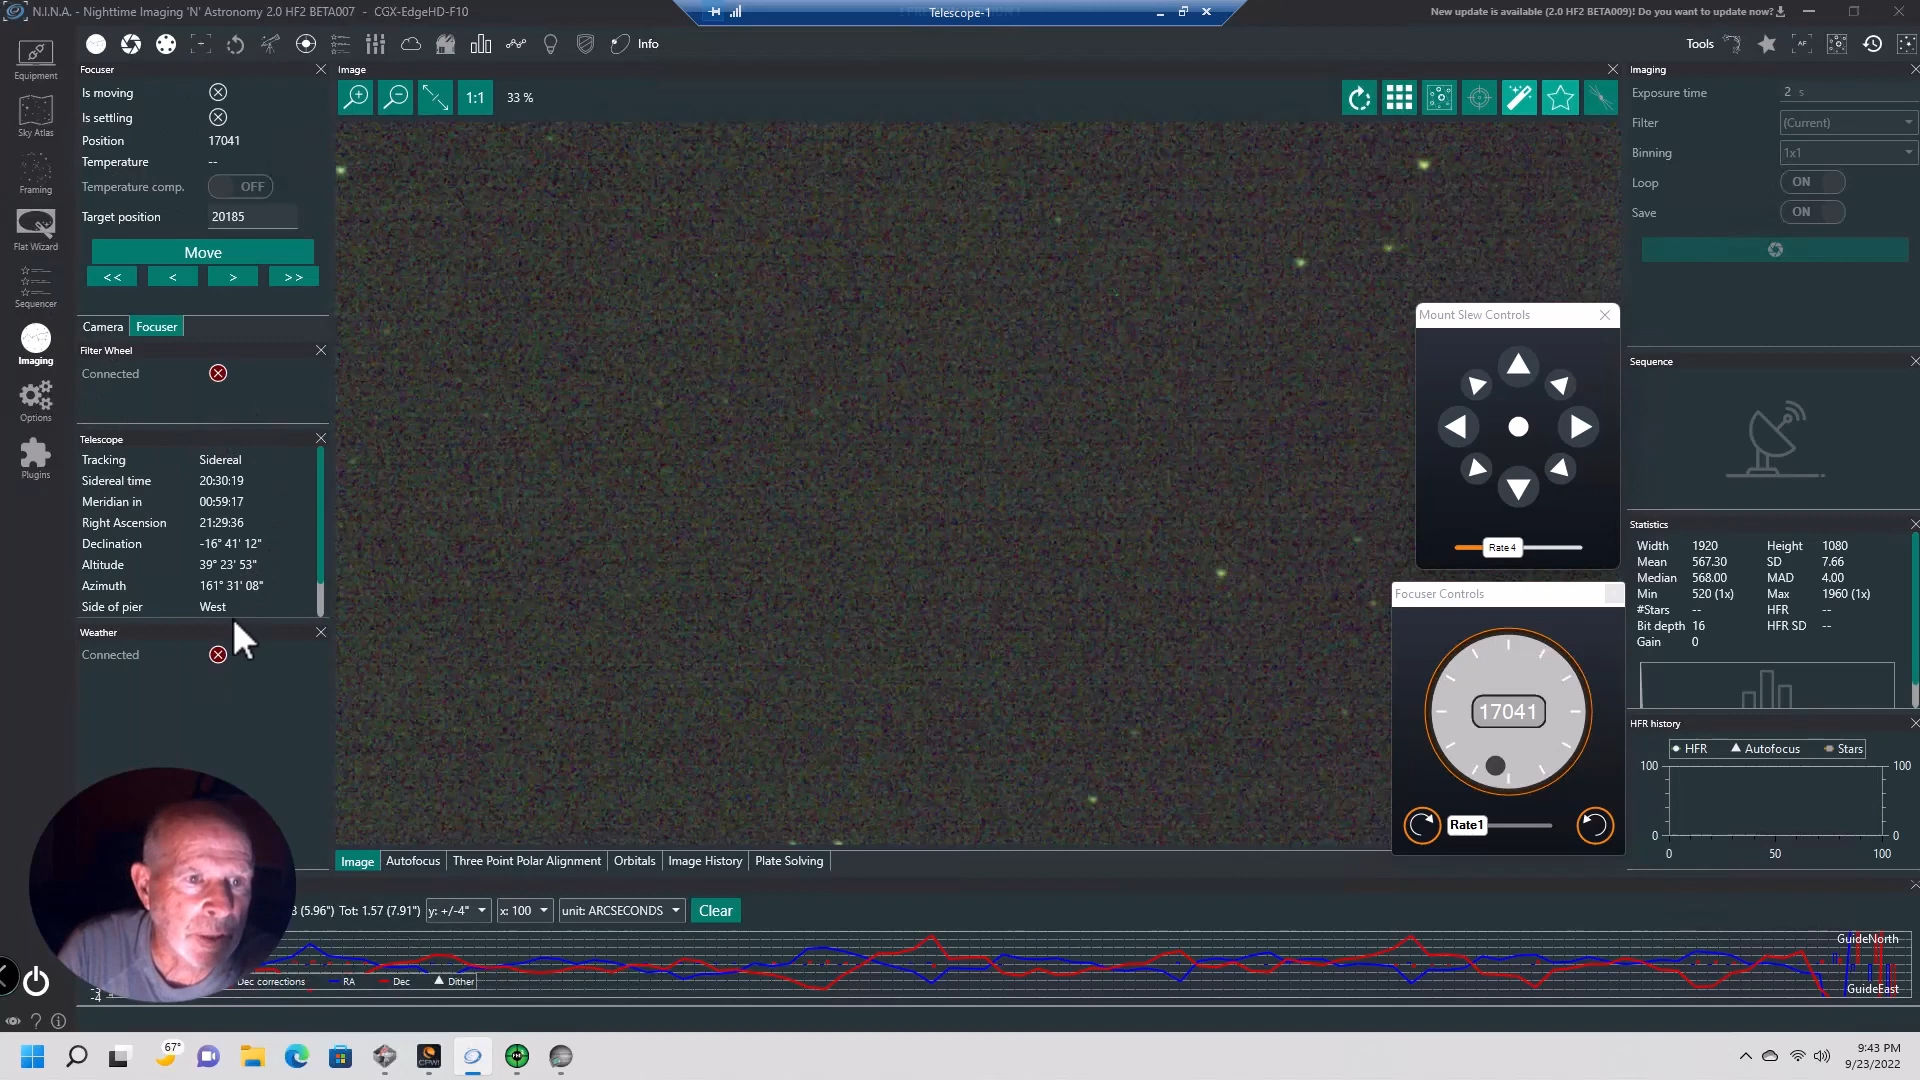 N.I.N.A. - Nighttime Imaging 'N' Astronomy 2.0 HF2 BETA007 - CGX-EdgeHD-F10
Telescope-1
New update is available (2.0 HF2 BETA009)! Do you want to update now?
Info
Tools
Equipment
Sky Atlas
Framing
Flat Wizard
Sequencer
Imaging
Options
Plugins
Focuser
Is moving
Is settling
Position 17041
Temperature --
Temperature comp. OFF
Target position 20185
Move
<< < > >>
Camera Focuser
Filter Wheel
Connected
Telescope
Tracking Sidereal
Sidereal time 20:30:19
Meridian in 00:59:17
Right Ascension 21:29:36
Declination -16° 41' 12"
Altitude 39° 23' 53"
Azimuth 161° 31' 08"
Side of pier West
Weather
Connected
Image
1:1 33 %
AF
Mount Slew Controls
Rate 4
Focuser Controls
17041
Rate1
Image Autofocus Three Point Polar Alignment Orbitals Image History Plate Solving
(5.96") Tot: 1.57 (7.91") y: +/-4" x: 100 unit: ARCSECONDS Clear
GuideNorth
GuideEast
-4
Dec corrections RA Dec Dither
Imaging
Exposure time 2 s
Filter (Current)
Binning 1x1
Loop ON
Save ON
Sequence
Statistics
Width 1920 Height 1080
Mean 567.30 SD 7.66
Median 568.00 MAD 4.00
Min 520 (1x) Max 1960 (1x)
#Stars -- HFR --
Bit depth 16 HFR SD --
Gain 0
HFR history
HFR Autofocus Stars
100 100
0 0
0 50 100
67°
CPWI
9:43 PM
9/23/2022